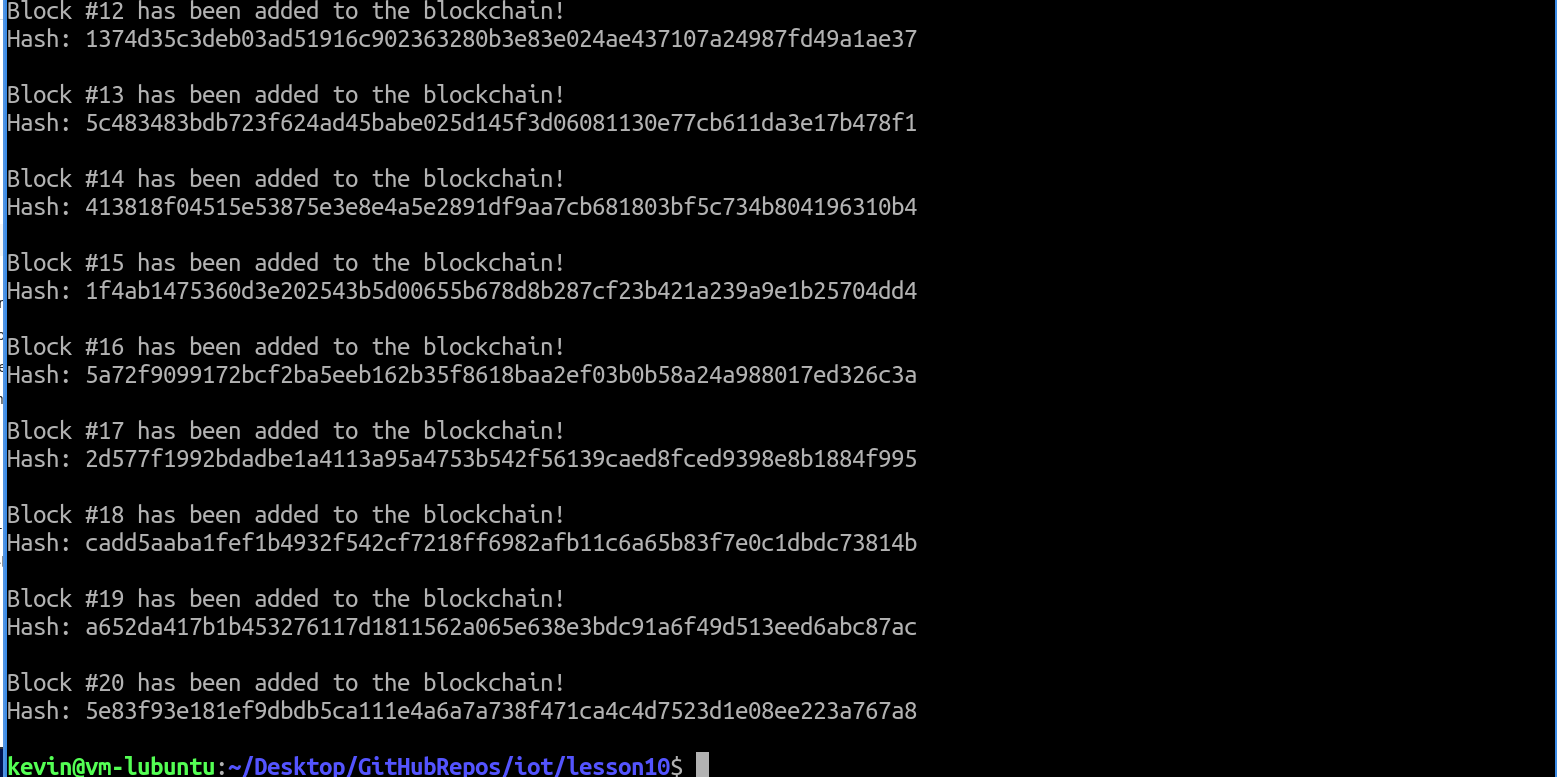 Block #12 has been added to the blockchain!
Hash: 1374d35c3deb03ad51916c902363280b3e83e024ae437107a24987fd49a1ae37
Block #13 has been added to the blockchain!
Hash: 5c483483bdb723f624ad45babe025d145f3d06081130e77cb611da3e17b478f1
Block #14 has been added to the blockchain!
Hash: 413818f04515e53875e3e8e4a5e2891df9aa7cb681803bf5c734b804196310b4
Block #15 has been added to the blockchain!
Hash: 1f4ab1475360d3e202543b5d00655b678d8b287cf23b421a239a9e1b25704dd4
Block #16 has been added to the blockchain!
Hash: 5a72f9099172bcf2ba5eeb162b35f8618baa2ef03b0b58a24a988017ed326c3a
Block #17 has been added to the blockchain!
Hash: 2d577f1992bdadbe1a4113a95a4753b542f56139caed8fced9398e8b1884f995
Block #18 has been added to the blockchain!
Hash: cadd5aaba1fef1b4932f542cf7218ff6982afb11c6a65b83f7e0c1dbdc73814b
Block #19 has been added to the blockchain!
Hash: a652da417b1b453276117d1811562a065e638e3bdc91a6f49d513eed6abc87ac
Block #20 has been added to the blockchain!
Hash: 5e83f93e181ef9dbdb5ca111e4a6a7a738f471ca4c4d7523d1e08ee223a767a8
kevin@vm-lubuntu:~/Desktop/GitHubRepos/iot/lesson10$